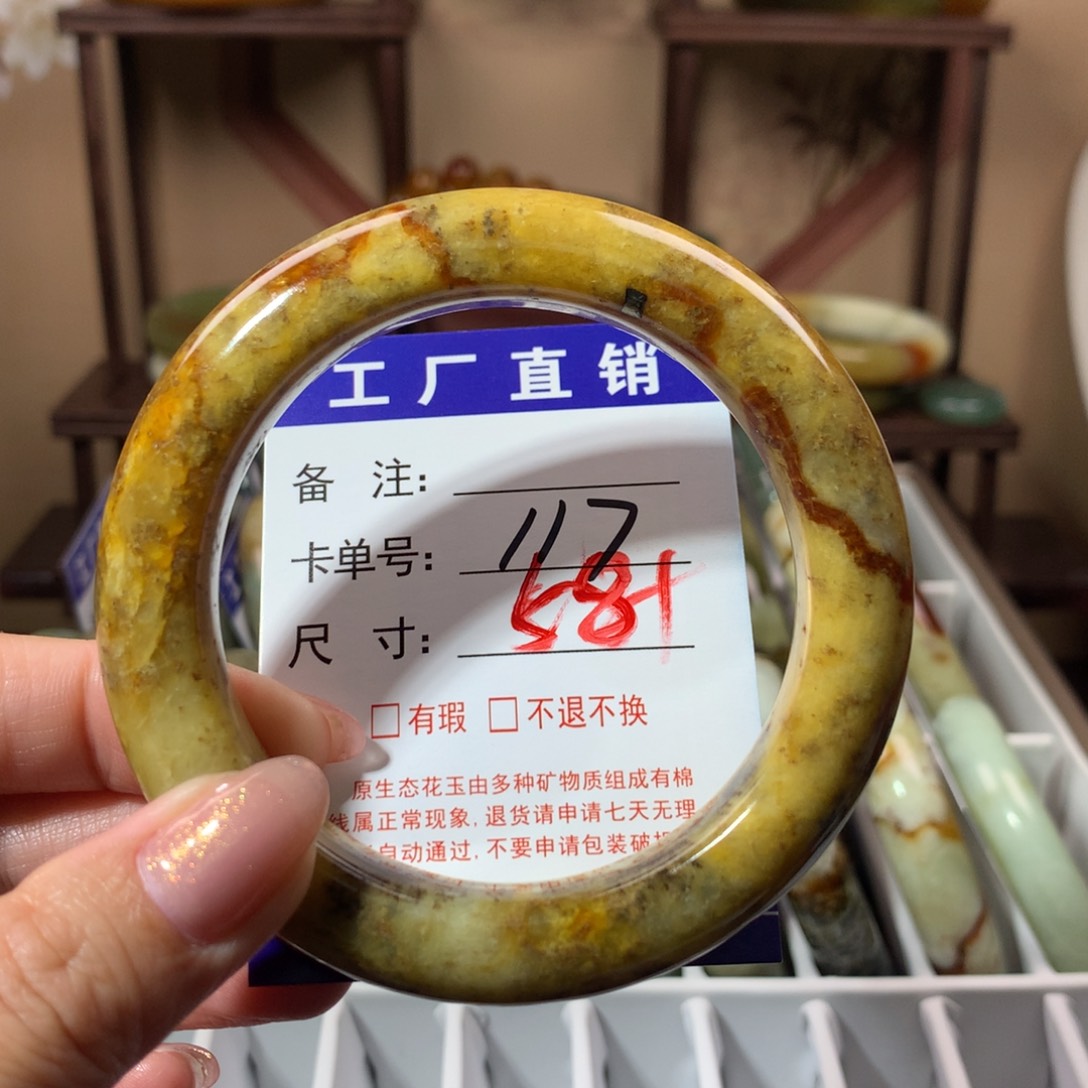 工厂直销
备 注:
卡单号: 117
尺 寸: 581
□有瑕 □不退不换
原生态花玉由多种矿物质组成有棉
线属正常现象,退货请申请七天无理
自动通过,不要申请包装破